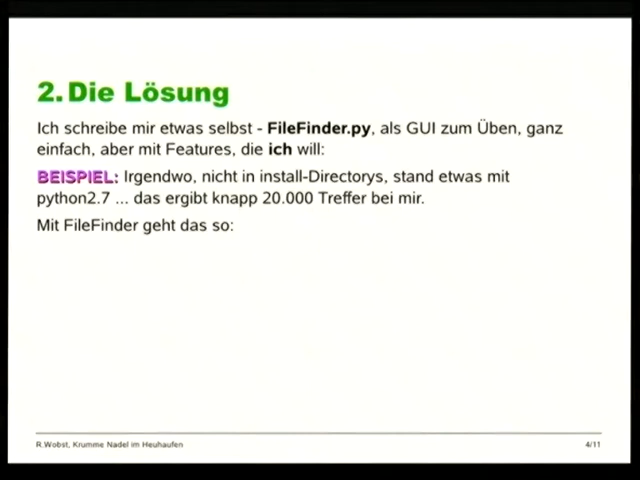 2. Die Lösung
Ich schreibe mir etwas selbst - FileFinder.py, als GUI zum Üben, ganz
einfach, aber mit Features, die ich will:
BEISPIEL: Irgendwo, nicht in install-Directorys, stand etwas mit
python2.7 ... das ergibt knapp 20.000 Treffer bei mir.
Mit FileFinder geht das so:
R.Wobst, Krumme Nadel im Heuhaufen
4/11